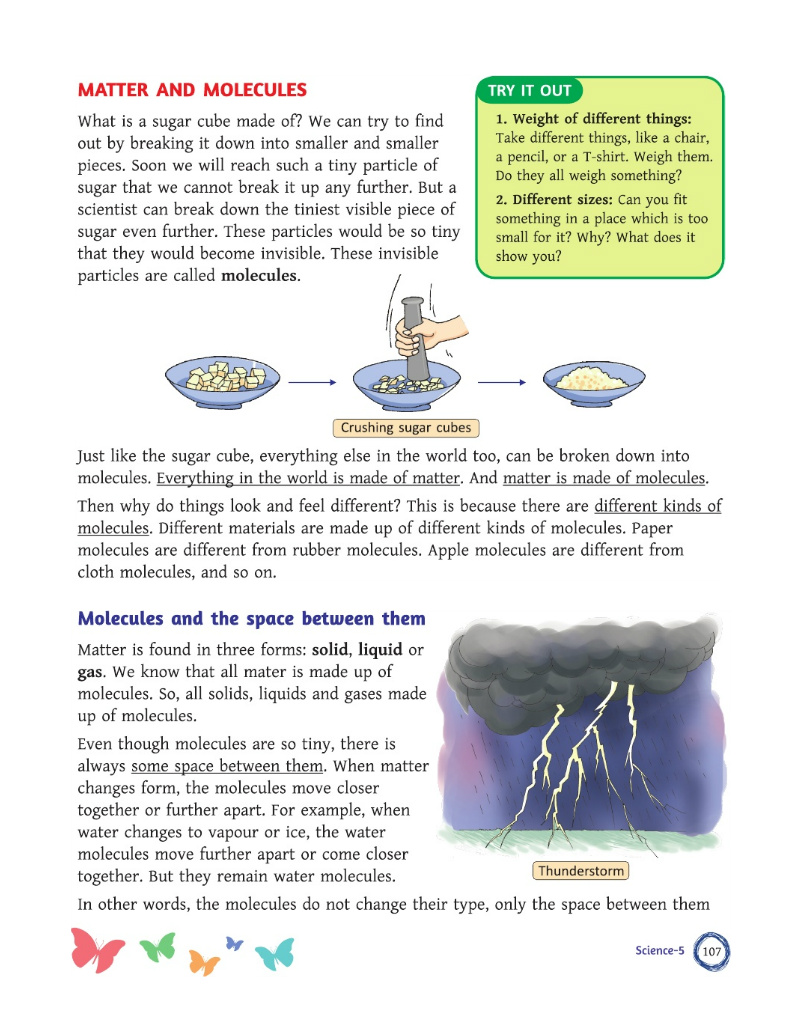 MATTER AND MOLECULES
What is a sugar cube made of? We can try to find
out by breaking it down into smaller and smaller
pieces. Soon we will reach such a tiny particle of
sugar that we cannot break it up any further. But a
scientist can break down the tiniest visible piece of
sugar even further. These particles would be so tiny
that they would become invisible. These invisible
particles are called molecules.
TRY IT OUT
1. Weight of different things:
Take different things, like a chair,
a pencil, or a T-shirt. Weigh them.
Do they all weigh something?
2. Different sizes: Can you fit
something in a place which is too
small for it? Why? What does it
show you?
Crushing sugar cubes
Just like the sugar cube, everything else in the world too, can be broken down into
molecules. Everything in the world is made of matter. And matter is made of molecules.
Then why do things look and feel different? This is because there are different kinds of
molecules. Different materials are made up of different kinds of molecules. Paper
molecules are different from rubber molecules. Apple molecules are different from
cloth molecules, and so on.
Molecules and the space between them
Matter is found in three forms: solid, liquid or
gas. We know that all mater is made up of
molecules. So, all solids, liquids and gases made
up of molecules.
Even though molecules are so tiny, there is
always some space between them. When matter
changes form, the molecules move closer
together or further apart. For example, when
water changes to vapour or ice, the water
molecules move further apart or come closer
together. But they remain water molecules.
Thunderstorm
In other words, the molecules do not change their type, only the space between them
Science-5 107